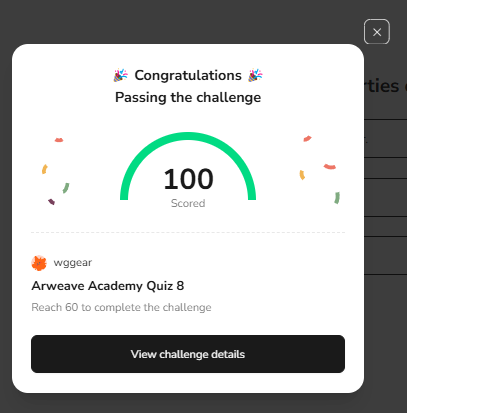 🎉 Congratulations 🎉
Passing the challenge
100
Scored
wggear
Arweave Academy Quiz 8
Reach 60 to complete the challenge
View challenge details